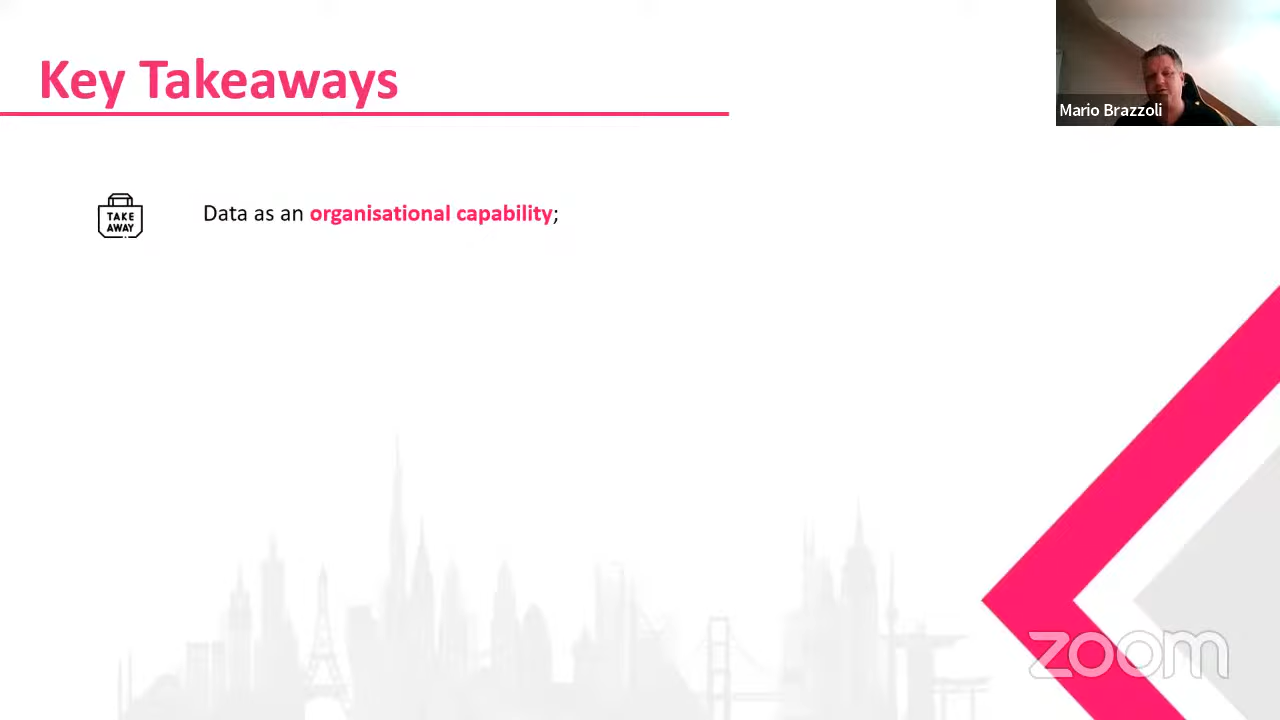 Key Takeaways
Mario Brazzoli
TAKE
AWAY
Data as an organisational capability;
zoom